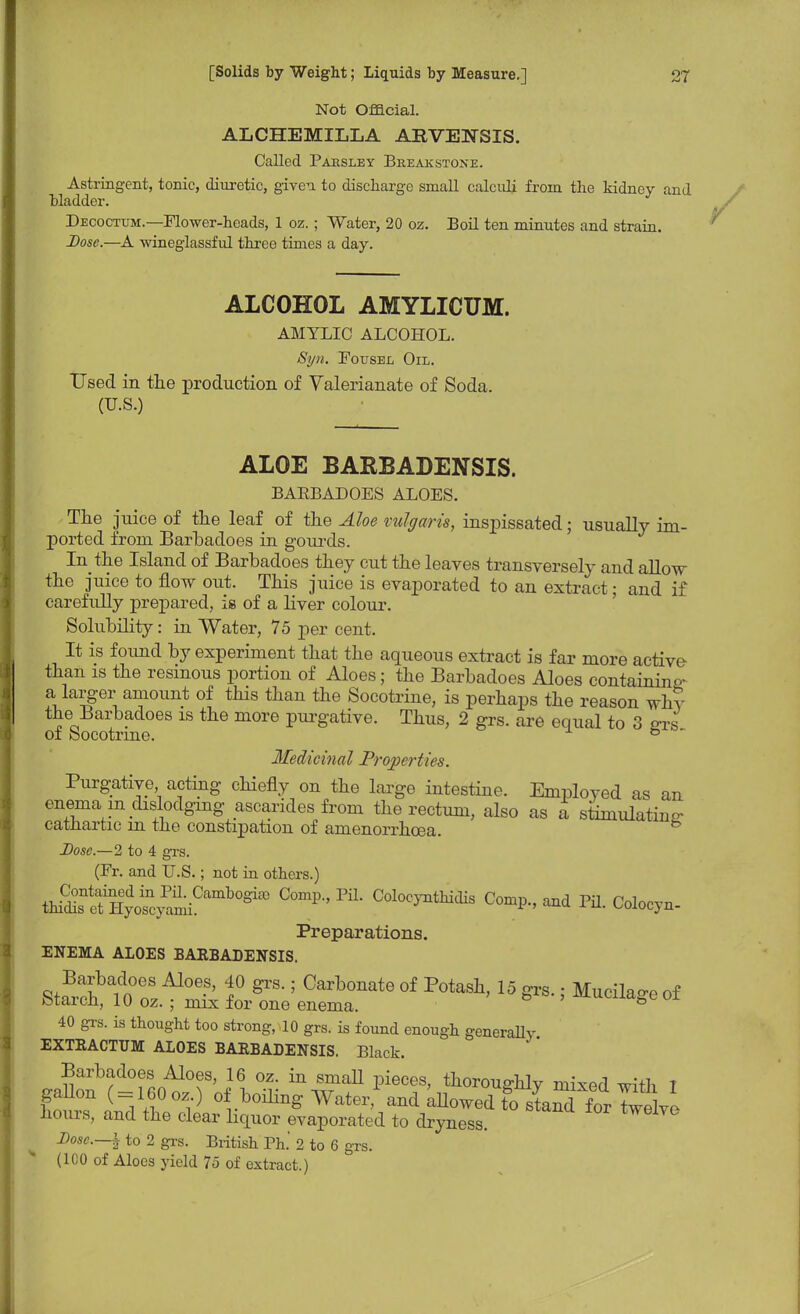 [Solids by Weight; Liquids by Measure.] 27
Not Official.
ALCHEMILLA ARVENSIS.
Called Parsley Breakstone.
Astringent, tonic, diuretic, given to discharge small calculi from the kidney and
bladder.
Decoctum.—Flower-heads, 1 oz.; Water, 20 oz. Boil ten minutes and strain.
Dose.—A wineglassful three times a day.
ALCOHOL AMYLICUM.
AMYLIC ALCOHOL.
Syn. Fousel Oil.
Used in the production of Valerianate of Soda.
(U.S.)
ALOE BARBADENSIS.
BARBADOES ALOES.
The juice of the leaf of the Aloe vulgaris, inspissated; usually im-
ported from Barbadoes in gourds.
In the Island of Barbadoes they cut the leaves transversely and allow
the juice to flow out. This juice is evaporated to an extract; and if
carefully prepared, is of a liver colour.
Solubility: in Water, 75 per cent.
It is found by experiment that the aqueous extract is far more active
than is the resinous portion of Aloes; the Barbadoes Aloes containing
a larger amount of this than the Socotrine, is perhaps the reason why
the Barbadoes is the more purgative. Thus, 2 grs. are equal to 3 grs.
of Socotrine.
Medicinal Properties.
Purgative, acting chiefly on the large intestine. Employed as an
enema in dislodging ascarides from the rectum, also as a stimulating
cathartic in the constipation of amenorrhœa.
Dose.—2 to 4 grs.
(Fr. and U.S.; not in others.)
Contained in Pil. Cambogiæ Comp., Pil. Colocynthidis Comp., and Pil. Colocyn-
thidis et Hyoscyami.
Preparations.
ENEMA ALOES BARBADENSIS.
Barbadoes Aloes, 40 grs.; Carbonate of Potash, 15 grs.; Mucilage of
Starch, 10 oz.; mix for one enema.
40 grs. is thought too strong, 10 grs. is found enough generally.
EXTRACTUM ALOES BARBADENSIS. Black.
Barbadoes Aloes, 16 oz. in small pieces, thoroughly mixed with 1
gallon (=160 oz.) of boiling Water, and allowed to stand for twelve
hours, and the clear liquor evaporated to dryness.
Dose.—½ to 2 grs. British Ph. 2 to 6 grs.
(100 of Aloes yield 75 of extract.)